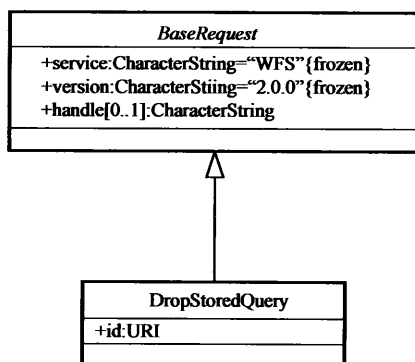 BaseRequest
+service:CharacterString=“WFS”{frozen}
+version:CharacterStiing=“2.0.0”{frozen}
+handle[0..1]:CharacterString
DropStoredQuery
+id:URI